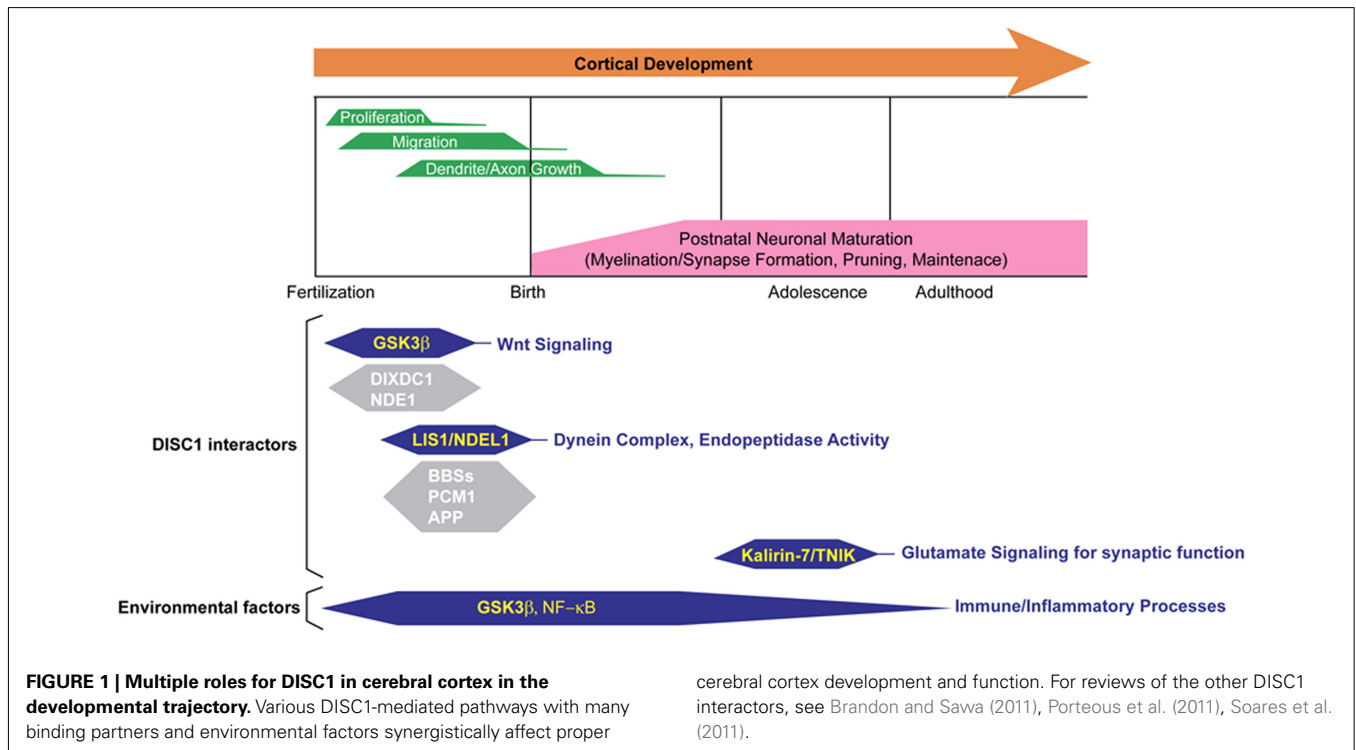 Cortical Development
Proliferation
Migration
Dendrite/Axon Growth
Postnatal Neuronal Maturation
(Myelination/Synapse Formation, Pruning, Maintenace)
Fertilization Birth Adolescence Adulthood
GSK3β Wnt Signaling
DIXDC1
NDE1
DISC1 interactors
LIS1/NDEL1 Dynein Complex, Endopeptidase Activity
BBSs
PCM1
APP
Kalirin-7/TNIK Glutamate Signaling for synaptic function
Environmental factors GSK3β, NF−κB Immune/Inflammatory Processes
FIGURE 1 | Multiple roles for DISC1 in cerebral cortex in the
developmental trajectory. Various DISC1-mediated pathways with many
binding partners and environmental factors synergistically affect proper
cerebral cortex development and function. For reviews of the other DISC1
interactors, see Brandon and Sawa (2011), Porteous et al. (2011), Soares et al.
(2011).